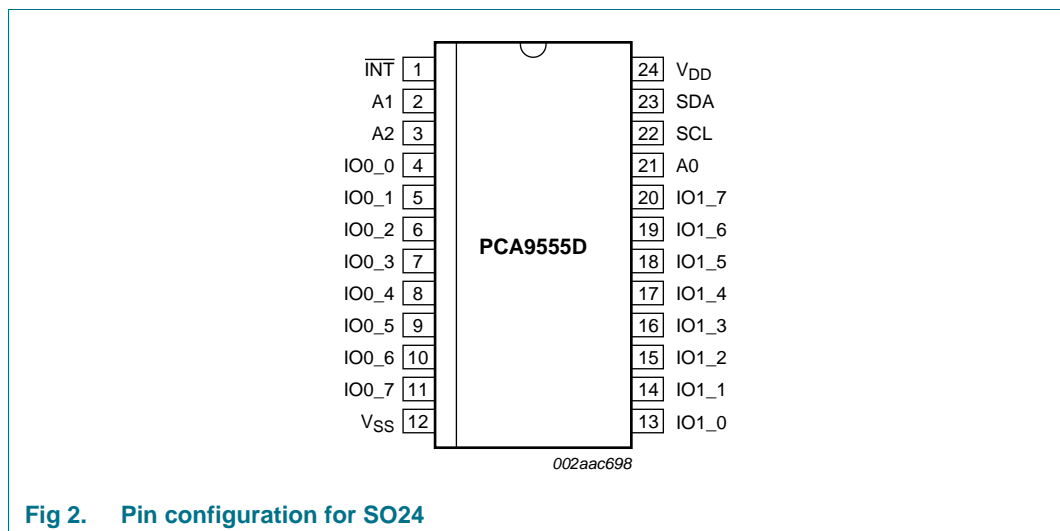 I̅N̅T̅ 1 24 VDD
A1 2 23 SDA
A2 3 22 SCL
IO0_0 4 21 A0
IO0_1 5 20 IO1_7
IO0_2 6 19 IO1_6
PCA9555D
IO0_3 7 18 IO1_5
IO0_4 8 17 IO1_4
IO0_5 9 16 IO1_3
IO0_6 10 15 IO1_2
IO0_7 11 14 IO1_1
VSS 12 13 IO1_0
002aac698
Fig 2. Pin configuration for SO24